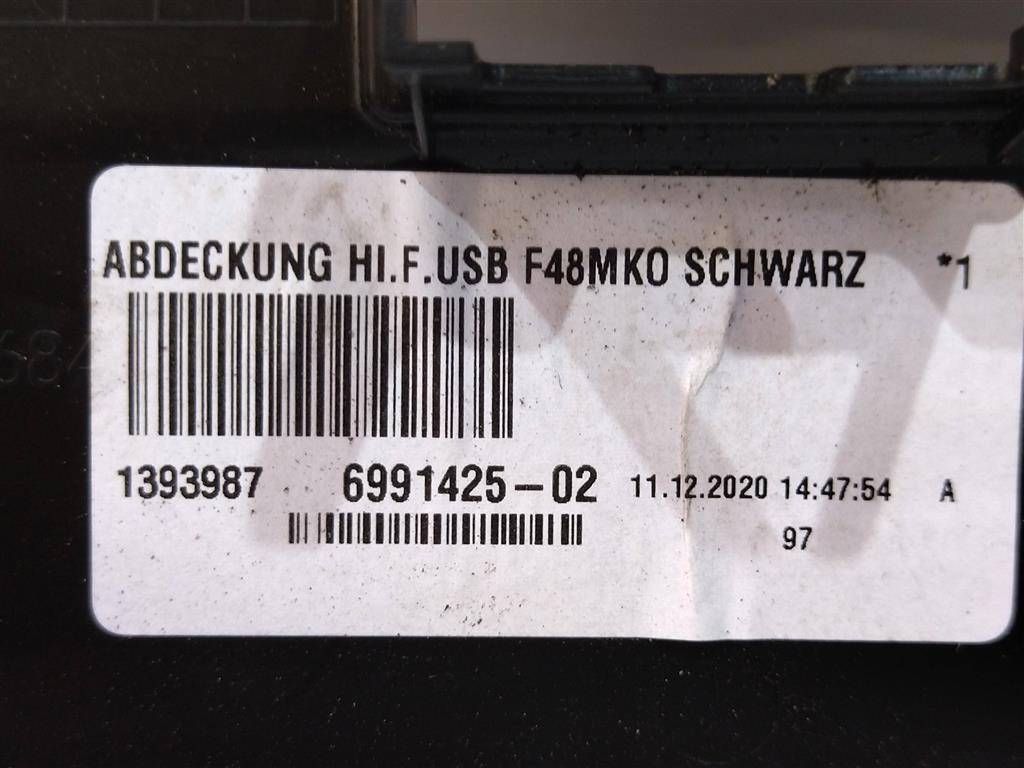 ABDECKUNG HI.F.USB F48MKO SCHWARZ *1
1393987 6991425-02 11.12.2020 14:47:54 A
97